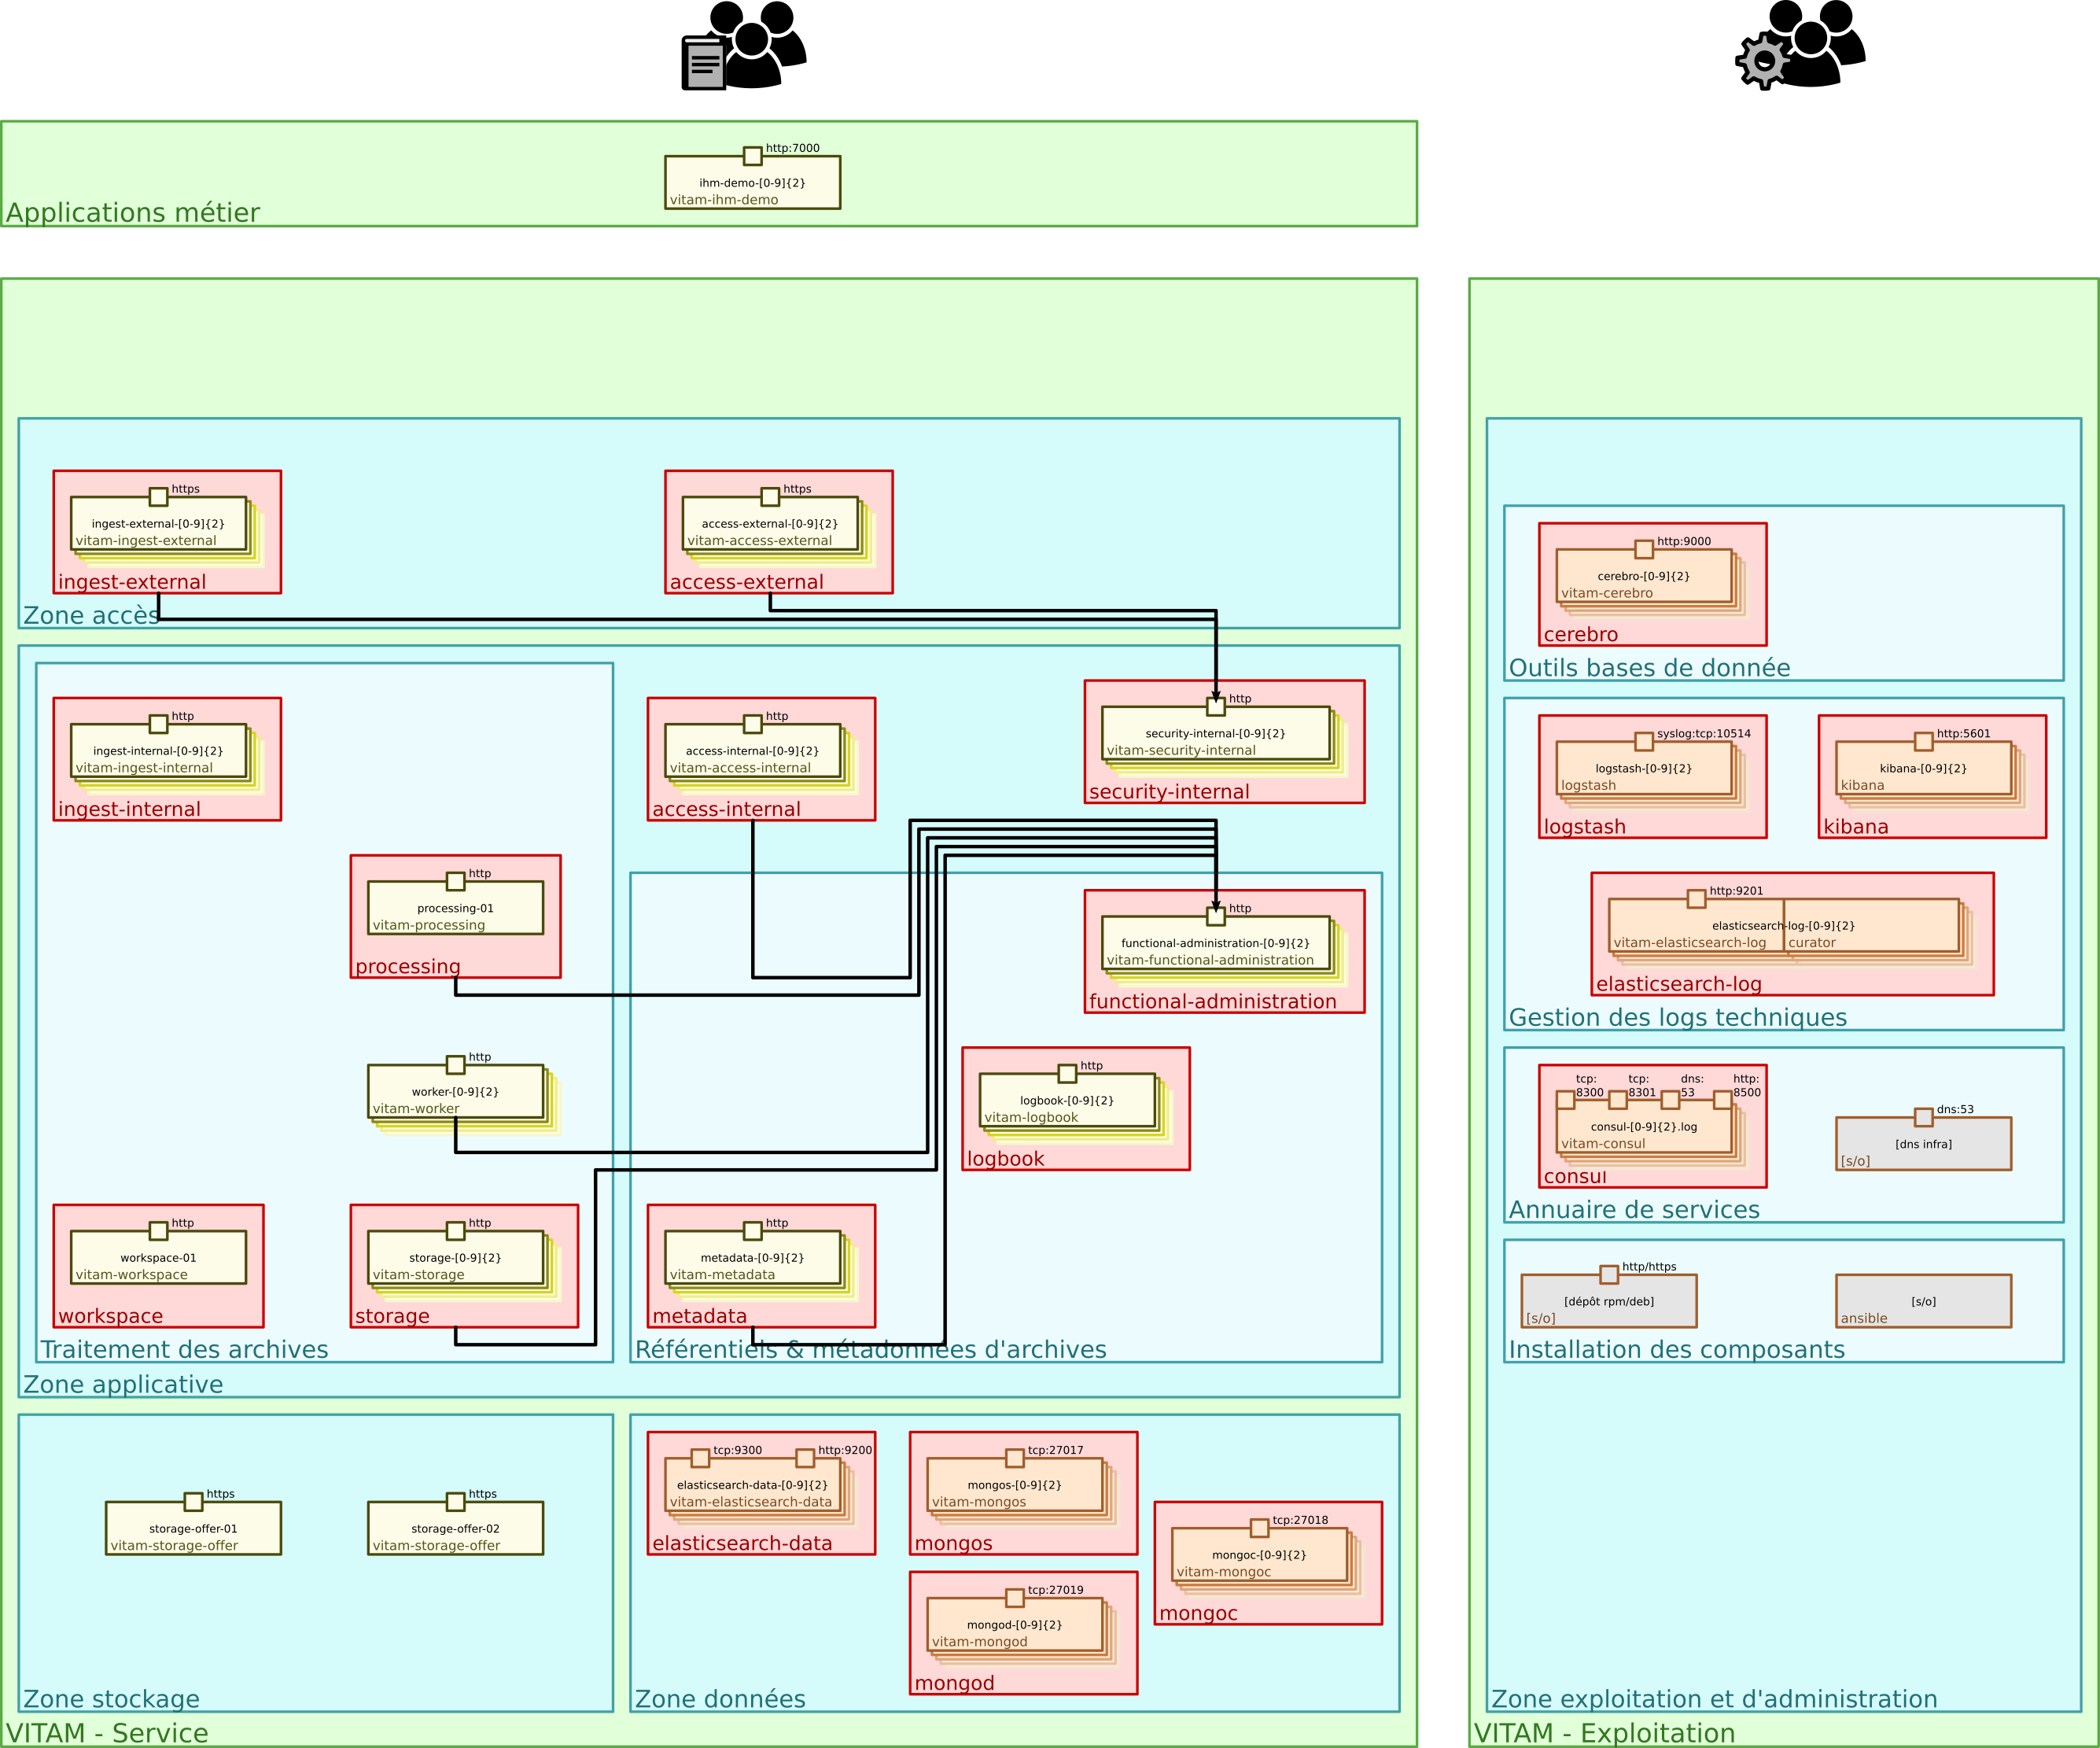 http:7000
ihm-demo-[0-9]{2}
vitam-ihm-demo
Applications métier
https
ingest-external-[0-9]{2}
vitam-ingest-external
ingest-external
https
access-external-[0-9]{2}
vitam-access-external
access-external
Zone accès
http
ingest-internal-[0-9]{2}
vitam-ingest-internal
ingest-internal
http
access-internal-[0-9]{2}
vitam-access-internal
access-internal
http
security-internal-[0-9]{2}
vitam-security-internal
security-internal
http
processing-01
vitam-processing
processing
http
functional-administration-[0-9]{2}
vitam-functional-administration
functional-administration
http
worker-[0-9]{2}
vitam-worker
http
logbook-[0-9]{2}
vitam-logbook
logbook
http
workspace-01
vitam-workspace
workspace
http
storage-[0-9]{2}
vitam-storage
storage
http
metadata-[0-9]{2}
vitam-metadata
metadata
Traitement des archives
Référentiels & métadonnées d'archives
Zone applicative
https
storage-offer-01
vitam-storage-offer
https
storage-offer-02
vitam-storage-offer
Zone stockage
tcp:9300
http:9200
elasticsearch-data-[0-9]{2}
vitam-elasticsearch-data
elasticsearch-data
tcp:27017
mongos-[0-9]{2}
vitam-mongos
mongos
tcp:27018
mongoc-[0-9]{2}
vitam-mongoc
mongoc
tcp:27019
mongod-[0-9]{2}
vitam-mongod
mongod
Zone données
VITAM - Service
http:9000
cerebro-[0-9]{2}
vitam-cerebro
cerebro
Outils bases de donnée
syslog:tcp:10514
logstash-[0-9]{2}
logstash
logstash
http:5601
kibana-[0-9]{2}
kibana
kibana
http:9201
elasticsearch-log-[0-9]{2}
vitam-elasticsearch-log
curator
elasticsearch-log
Gestion des logs techniques
tcp:
8300
tcp:
8301
dns:
53
http:
8500
consul-[0-9]{2}.log
vitam-consul
consul
dns:53
[dns infra]
[s/o]
Annuaire de services
http/https
[dépôt rpm/deb]
[s/o]
[s/o]
ansible
Installation des composants
Zone exploitation et d'administration
VITAM - Exploitation